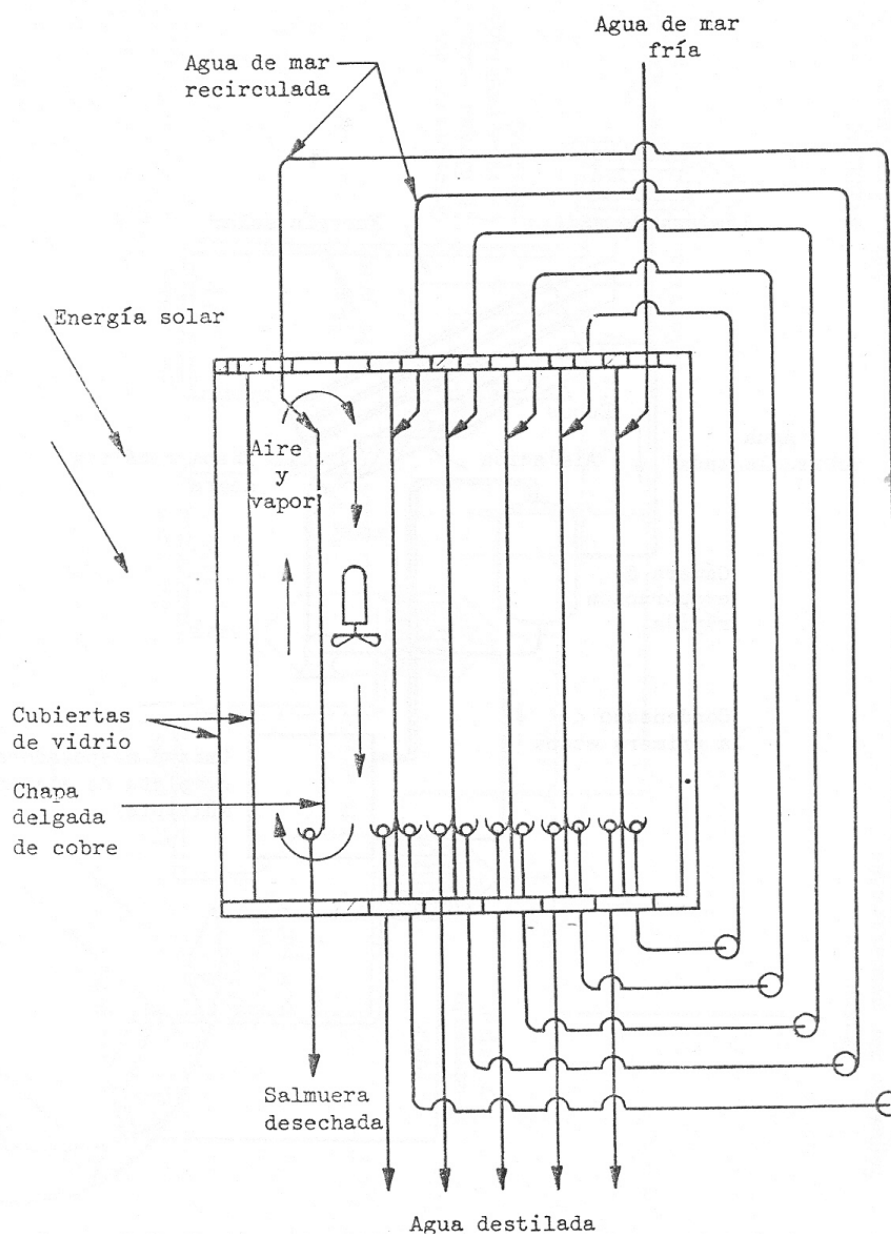 Agua de mar
fría
Agua de mar
recirculada
Energía solar
Aire
y
vapor
Cubiertas
de vidrio
Chapa
delgada
de cobre
Salmuera
desechada
Agua destilada